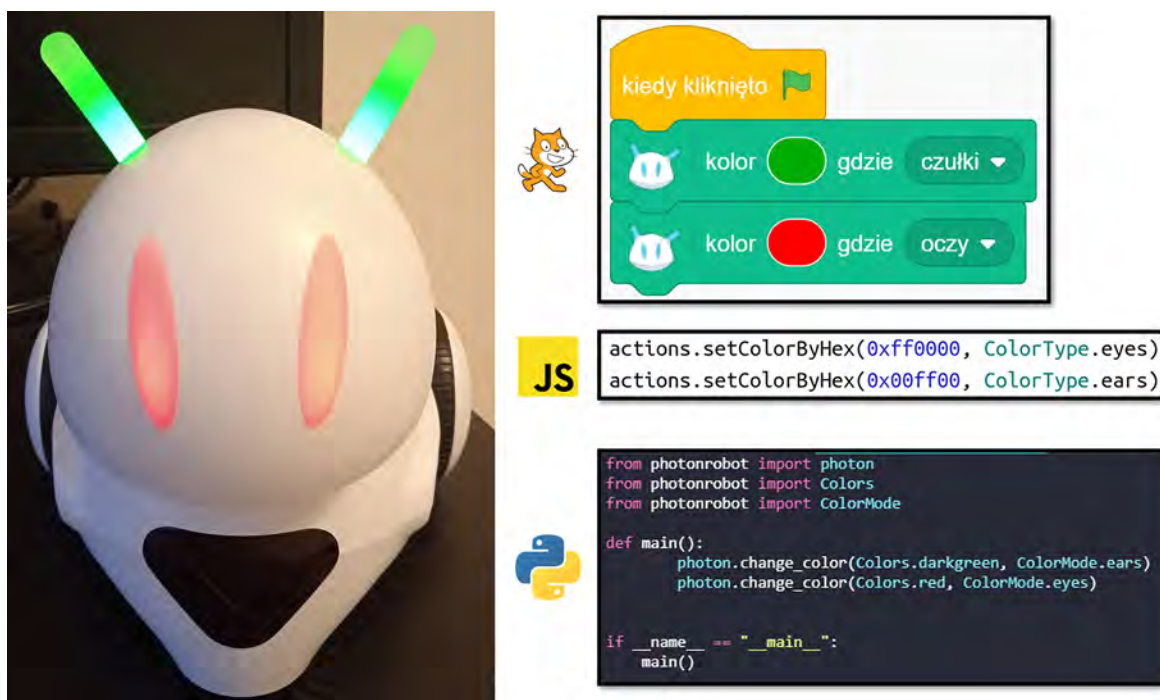 kiedy kliknięto
kolor gdzie czułki
kolor gdzie oczy
JS
actions.setColorByHex(0xff0000, ColorType.eyes)
actions.setColorByHex(0x00ff00, ColorType.ears)
from photonrobot import photon
from photonrobot import Colors
from photonrobot import ColorMode
def main():
photon.change_color(Colors.darkgreen, ColorMode.ears)
photon.change_color(Colors.red, ColorMode.eyes)
if __name__ == "__main__":
main()